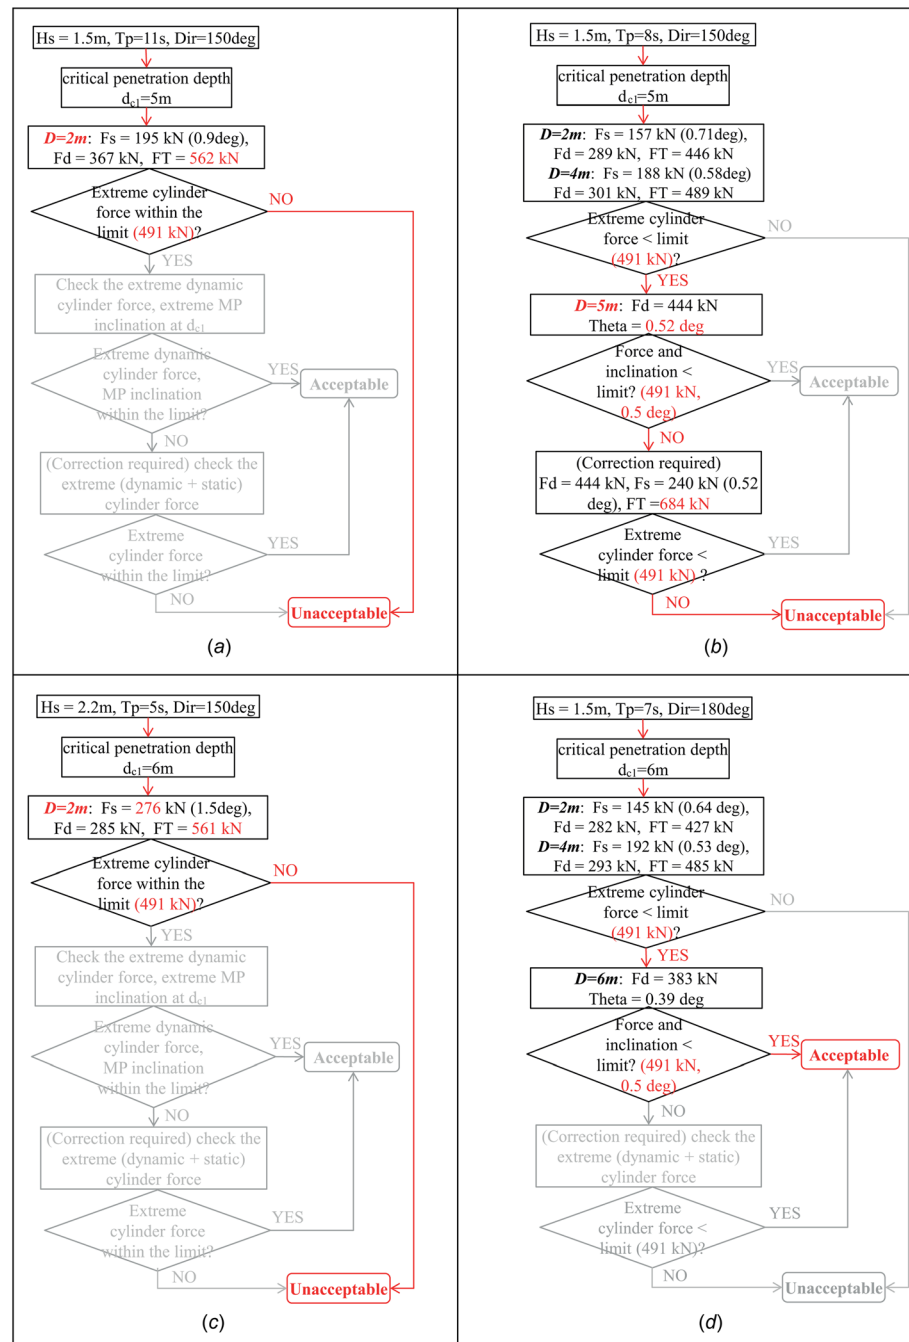 Hs = 1.5m, Tp=11s, Dir=150deg
critical penetration depth
d_c1=5m
D=2m: Fs = 195 kN (0.9deg),
Fd = 367 kN, FT = 562 kN
Extreme cylinder
force within the
limit (491 kN)?
NO
YES
Check the extreme dynamic
cylinder force, extreme MP
inclination at d_c1
Extreme dynamic
cylinder force,
MP inclination
within the limit?
YES
Acceptable
NO
(Correction required) check the
extreme (dynamic + static)
cylinder force
Extreme
cylinder force
within the limit?
YES
NO
Unacceptable
(a)
Hs = 1.5m, Tp=8s, Dir=150deg
critical penetration depth
d_c1=5m
D=2m: Fs = 157 kN (0.71deg),
Fd = 289 kN, FT = 446 kN
D=4m: Fs = 188 kN (0.58deg)
Fd = 301 kN, FT = 489 kN
Extreme cylinder
force < limit
(491 kN)?
NO
YES
D=5m: Fd = 444 kN
Theta = 0.52 deg
Force and
inclination <
limit? (491 kN,
0.5 deg)
YES
Acceptable
NO
(Correction required)
Fd = 444 kN, Fs = 240 kN (0.52
deg), FT =684 kN
Extreme
cylinder force <
limit (491 kN) ?
YES
NO
Unacceptable
(b)
Hs = 2.2m, Tp=5s, Dir=150deg
critical penetration depth
d_c1=6m
D=2m: Fs = 276 kN (1.5deg),
Fd = 285 kN, FT = 561 kN
Extreme cylinder
force within the
limit (491 kN)?
NO
YES
Check the extreme dynamic
cylinder force, extreme MP
inclination at d_c1
Extreme dynamic
cylinder force,
MP inclination
within the limit?
YES
Acceptable
NO
(Correction required) check the
extreme (dynamic + static)
cylinder force
Extreme
cylinder force
within the limit?
YES
NO
Unacceptable
(c)
Hs = 1.5m, Tp=7s, Dir=180deg
critical penetration depth
d_c1=6m
D=2m: Fs = 145 kN (0.64 deg),
Fd = 282 kN, FT = 427 kN
D=4m: Fs = 192 kN (0.53 deg),
Fd = 293 kN, FT = 485 kN
Extreme cylinder
force < limit
(491 kN)?
NO
YES
D=6m: Fd = 383 kN
Theta = 0.39 deg
Force and
inclination <
limit? (491 kN,
0.5 deg)
YES
Acceptable
NO
(Correction required) check the
extreme (dynamic + static)
cylinder force
Extreme
cylinder force <
limit (491 kN)?
YES
NO
Unacceptable
(d)